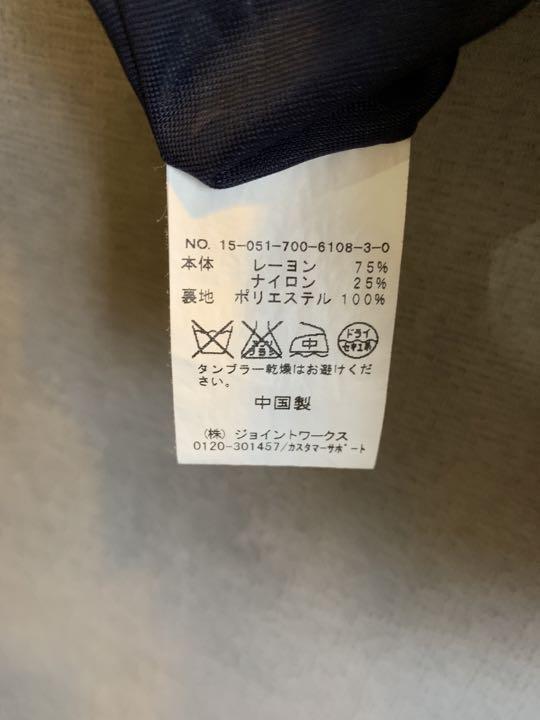 NO. 15-051-700-6108-3-0
本体 レーヨン 75%
ナイロン 25%
裏地 ポリエステル 100%
中 ドライ
セキユ系
タンブラー乾燥はお避けくだ
さい。
中国製
(株) ジョイントワークス
0120-301457/カスタマーサポート